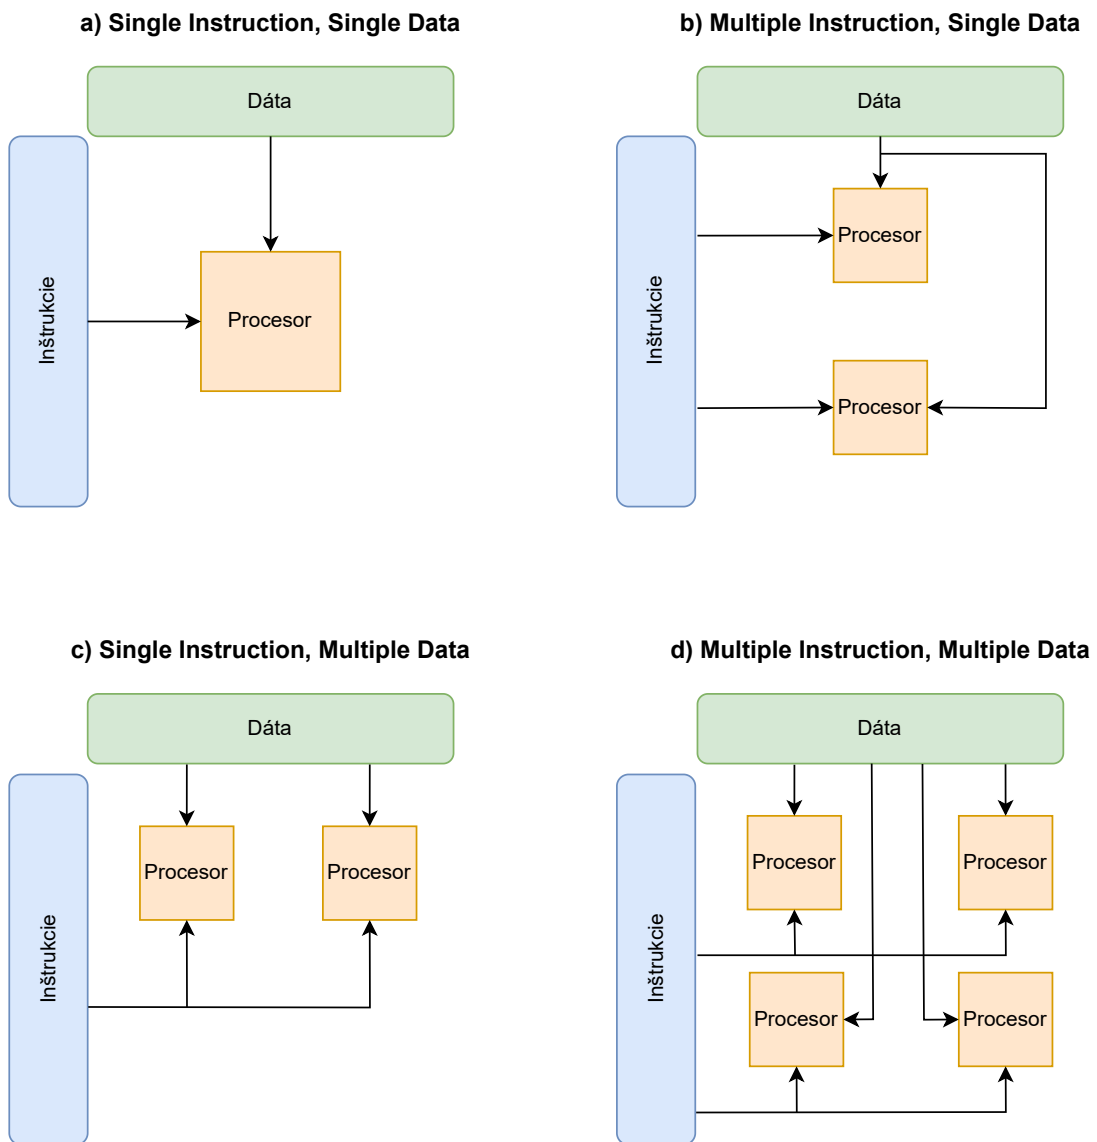 a) Single Instruction, Single Data
Dáta
Inštrukcie
Procesor
b) Multiple Instruction, Single Data
Dáta
Inštrukcie
Procesor
Procesor
c) Single Instruction, Multiple Data
Dáta
Inštrukcie
Procesor
Procesor
d) Multiple Instruction, Multiple Data
Dáta
Inštrukcie
Procesor
Procesor
Procesor
Procesor